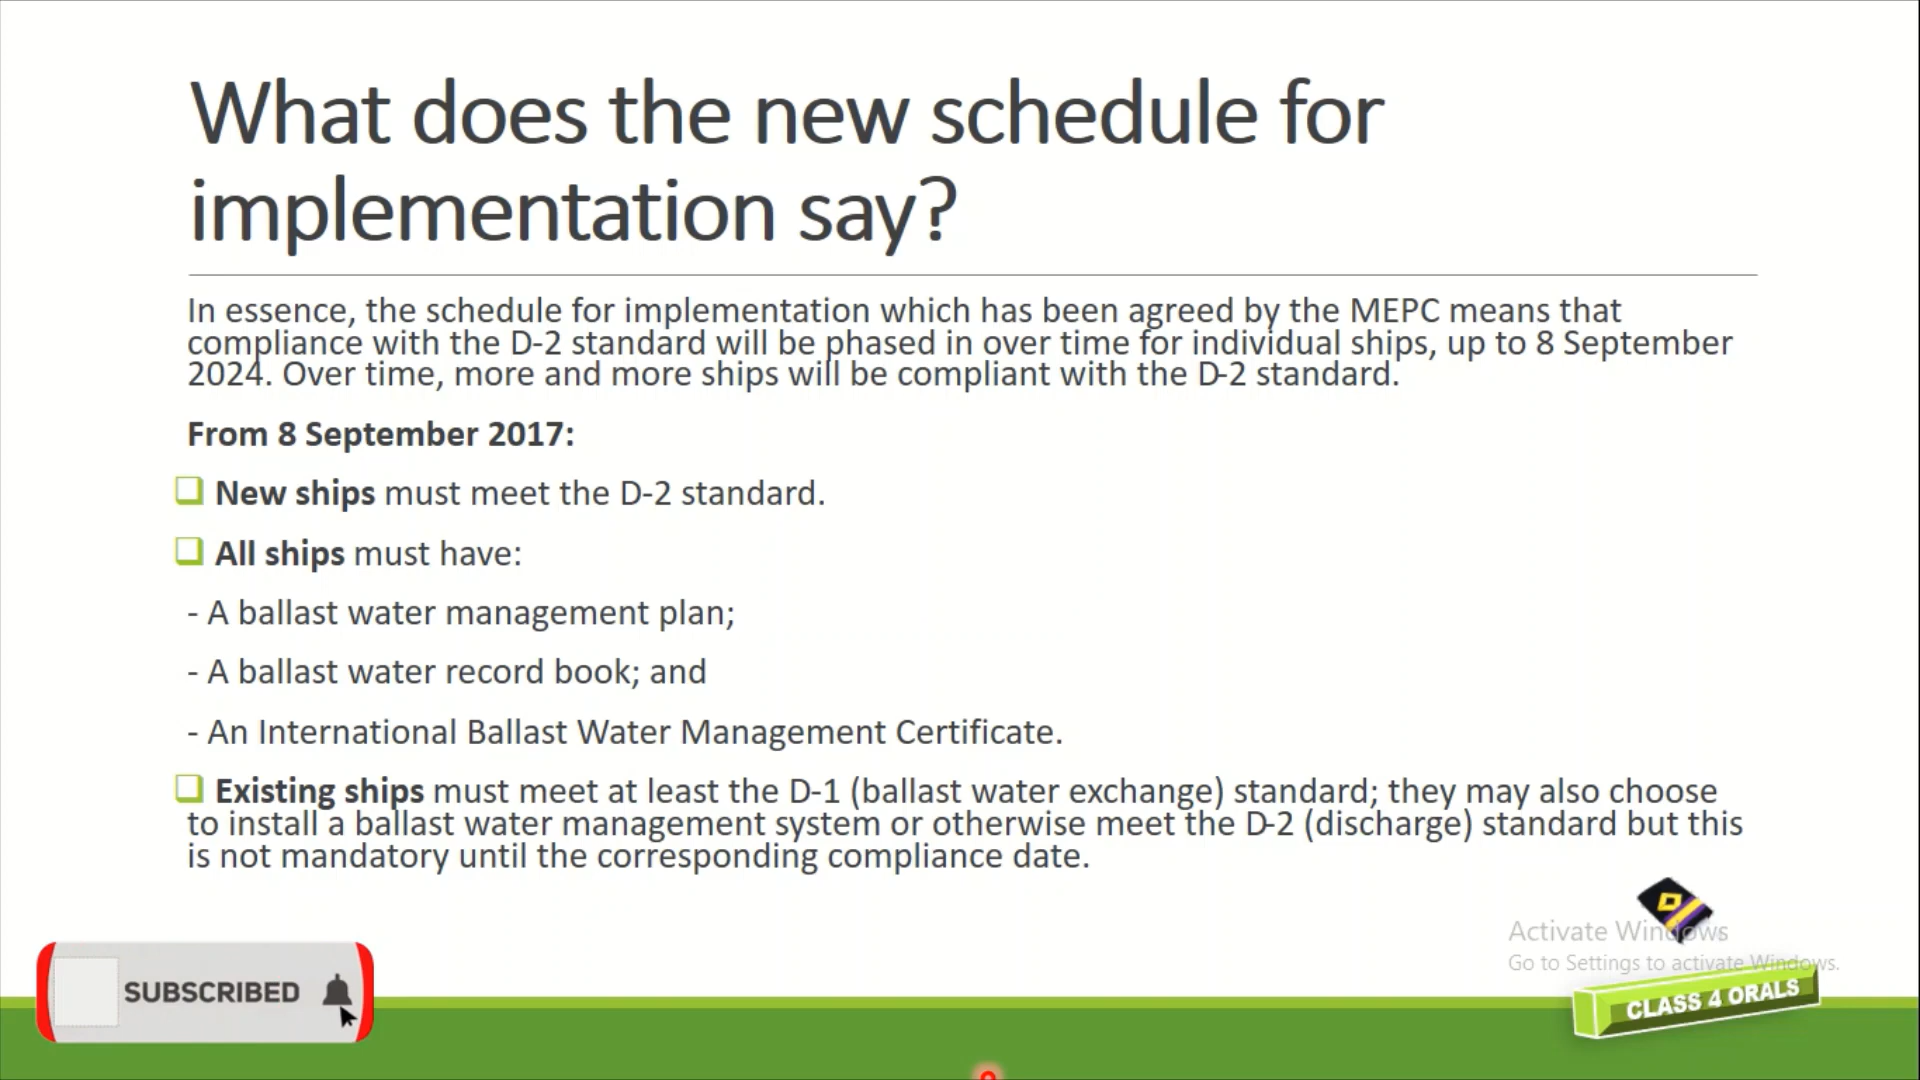 What does the new schedule for
implementation say?
In essence, the schedule for implementation which has been agreed by the MEPC means that
compliance with the D-2 standard will be phased in over time for individual ships, up to 8 September
2024. Over time, more and more ships will be compliant with the D-2 standard.
From 8 September 2017:
New ships must meet the D-2 standard.
All ships must have:
- A ballast water management plan;
- A ballast water record book; and
- An International Ballast Water Management Certificate.
Existing ships must meet at least the D-1 (ballast water exchange) standard; they may also choose
to install a ballast water management system or otherwise meet the D-2 (discharge) standard but this
is not mandatory until the corresponding compliance date.
Activate Windows
Go to Settings to activate Windows.
SUBSCRIBED
CLASS 4 ORALS